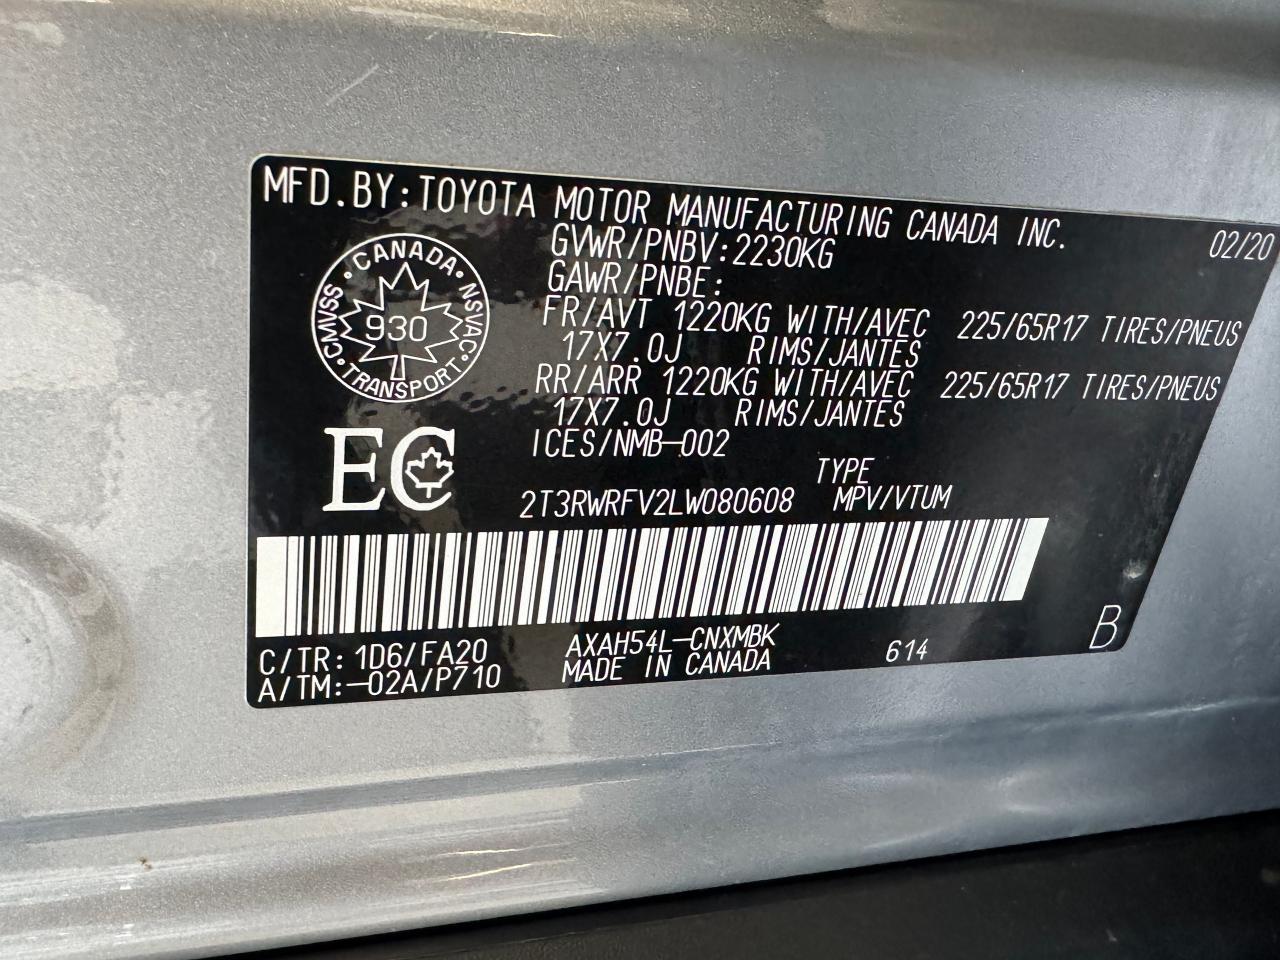 MFD.BY:TOYOTA MOTOR MANUFACTURING CANADA INC. 02/20
GVWR/PNBV:2230KG
GAWR/PNBE:
FR/AVT 1220KG WITH/AVEC 225/65R17 TIRES/PNEUS
17X7.0J RIMS/JANTES
RR/ARR 1220KG WITH/AVEC 225/65R17 TIRES/PNEUS
17X7.0J RIMS/JANTES
ICES/NMB-002
CANADA · NSVAC · TRANSPORT · CMVSS ·
930
EC
TYPE
2T3RWRFV2LW080608 MPV/VTUM
C/TR: 1D6/FA20 AXAH54L-CNXMBK 614 B
A/TM:-02A/P710 MADE IN CANADA